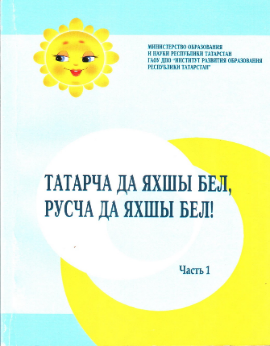 МИНИСТЕРСТВО ОБРАЗОВАНИЯ
И НАУКИ РЕСПУБЛИКИ ТАТАРСТАН
ГАОУ ДПО "ИНСТИТУТ РАЗВИТИЯ ОБРАЗОВАНИЯ
РЕСПУБЛИКИ ТАТАРСТАН"
ТАТАРЧА ДА ЯХШЫ БЕЛ,
РУСЧА ДА ЯХШЫ БЕЛ!
Часть 1